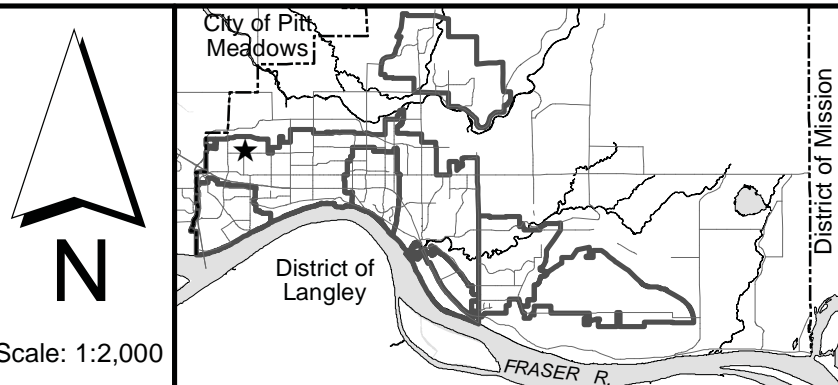 City of Pitt
Meadows
District of Mission
District of
Langley
FRASER R.
N
Scale: 1:2,000